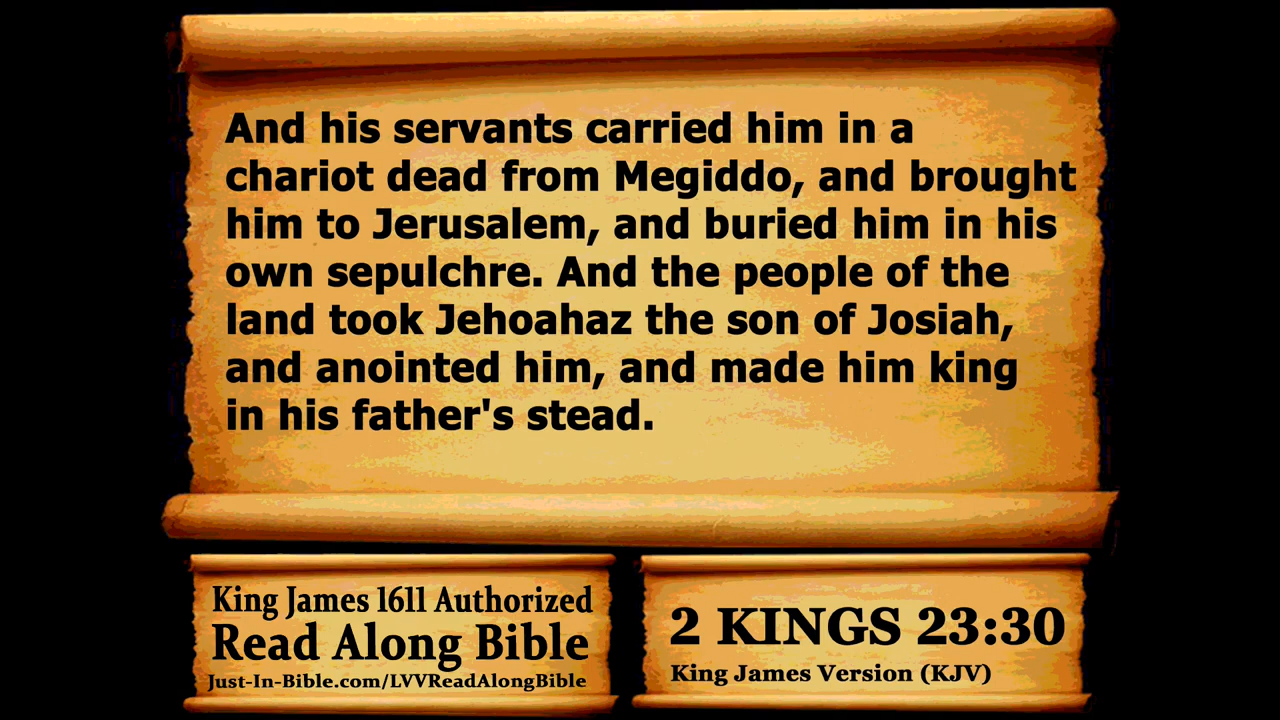 And his servants carried him in a
chariot dead from Megiddo, and brought
him to Jerusalem, and buried him in his
own sepulchre. And the people of the
land took Jehoahaz the son of Josiah,
and anointed him, and made him king
in his father's stead.
King James 1611 Authorized
Read Along Bible
Just-In-Bible.com/LVVReadAlongBible
2 KINGS 23:30
King James Version (KJV)